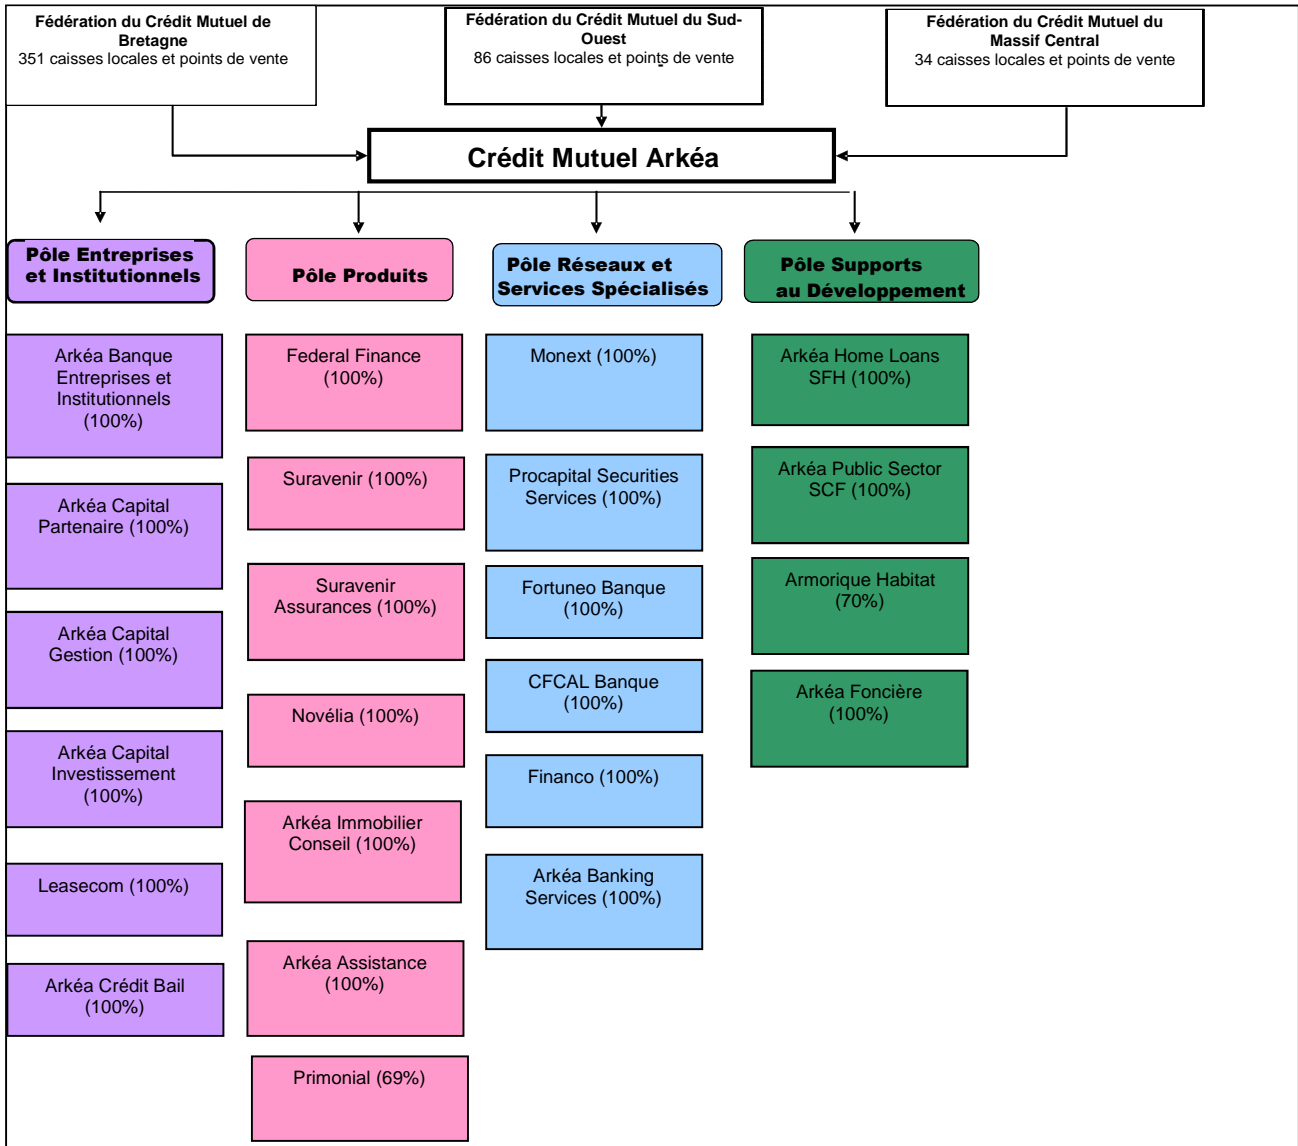 Fédération du Crédit Mutuel de
Bretagne
351 caisses locales et points de vente
Fédération du Crédit Mutuel du Sud-
Ouest
86 caisses locales et points de vente
Fédération du Crédit Mutuel du
Massif Central
34 caisses locales et points de vente
Crédit Mutuel Arkéa
Pôle Entreprises
et Institutionnels
Arkéa Banque
Entreprises et
Institutionnels
(100%)
Arkéa Capital
Partenaire (100%)
Arkéa Capital
Gestion (100%)
Arkéa Capital
Investissement
(100%)
Leasecom (100%)
Arkéa Crédit Bail
(100%)
Pôle Produits
Federal Finance
(100%)
Suravenir (100%)
Suravenir
Assurances (100%)
Novélia (100%)
Arkéa Immobilier
Conseil (100%)
Arkéa Assistance
(100%)
Primonial (69%)
Pôle Réseaux et
Services Spécialisés
Monext (100%)
Procapital Securities
Services (100%)
Fortuneo Banque
(100%)
CFCAL Banque
(100%)
Financo (100%)
Arkéa Banking
Services (100%)
Pôle Supports
au Développement
Arkéa Home Loans
SFH (100%)
Arkéa Public Sector
SCF (100%)
Armorique Habitat
(70%)
Arkéa Foncière
(100%)